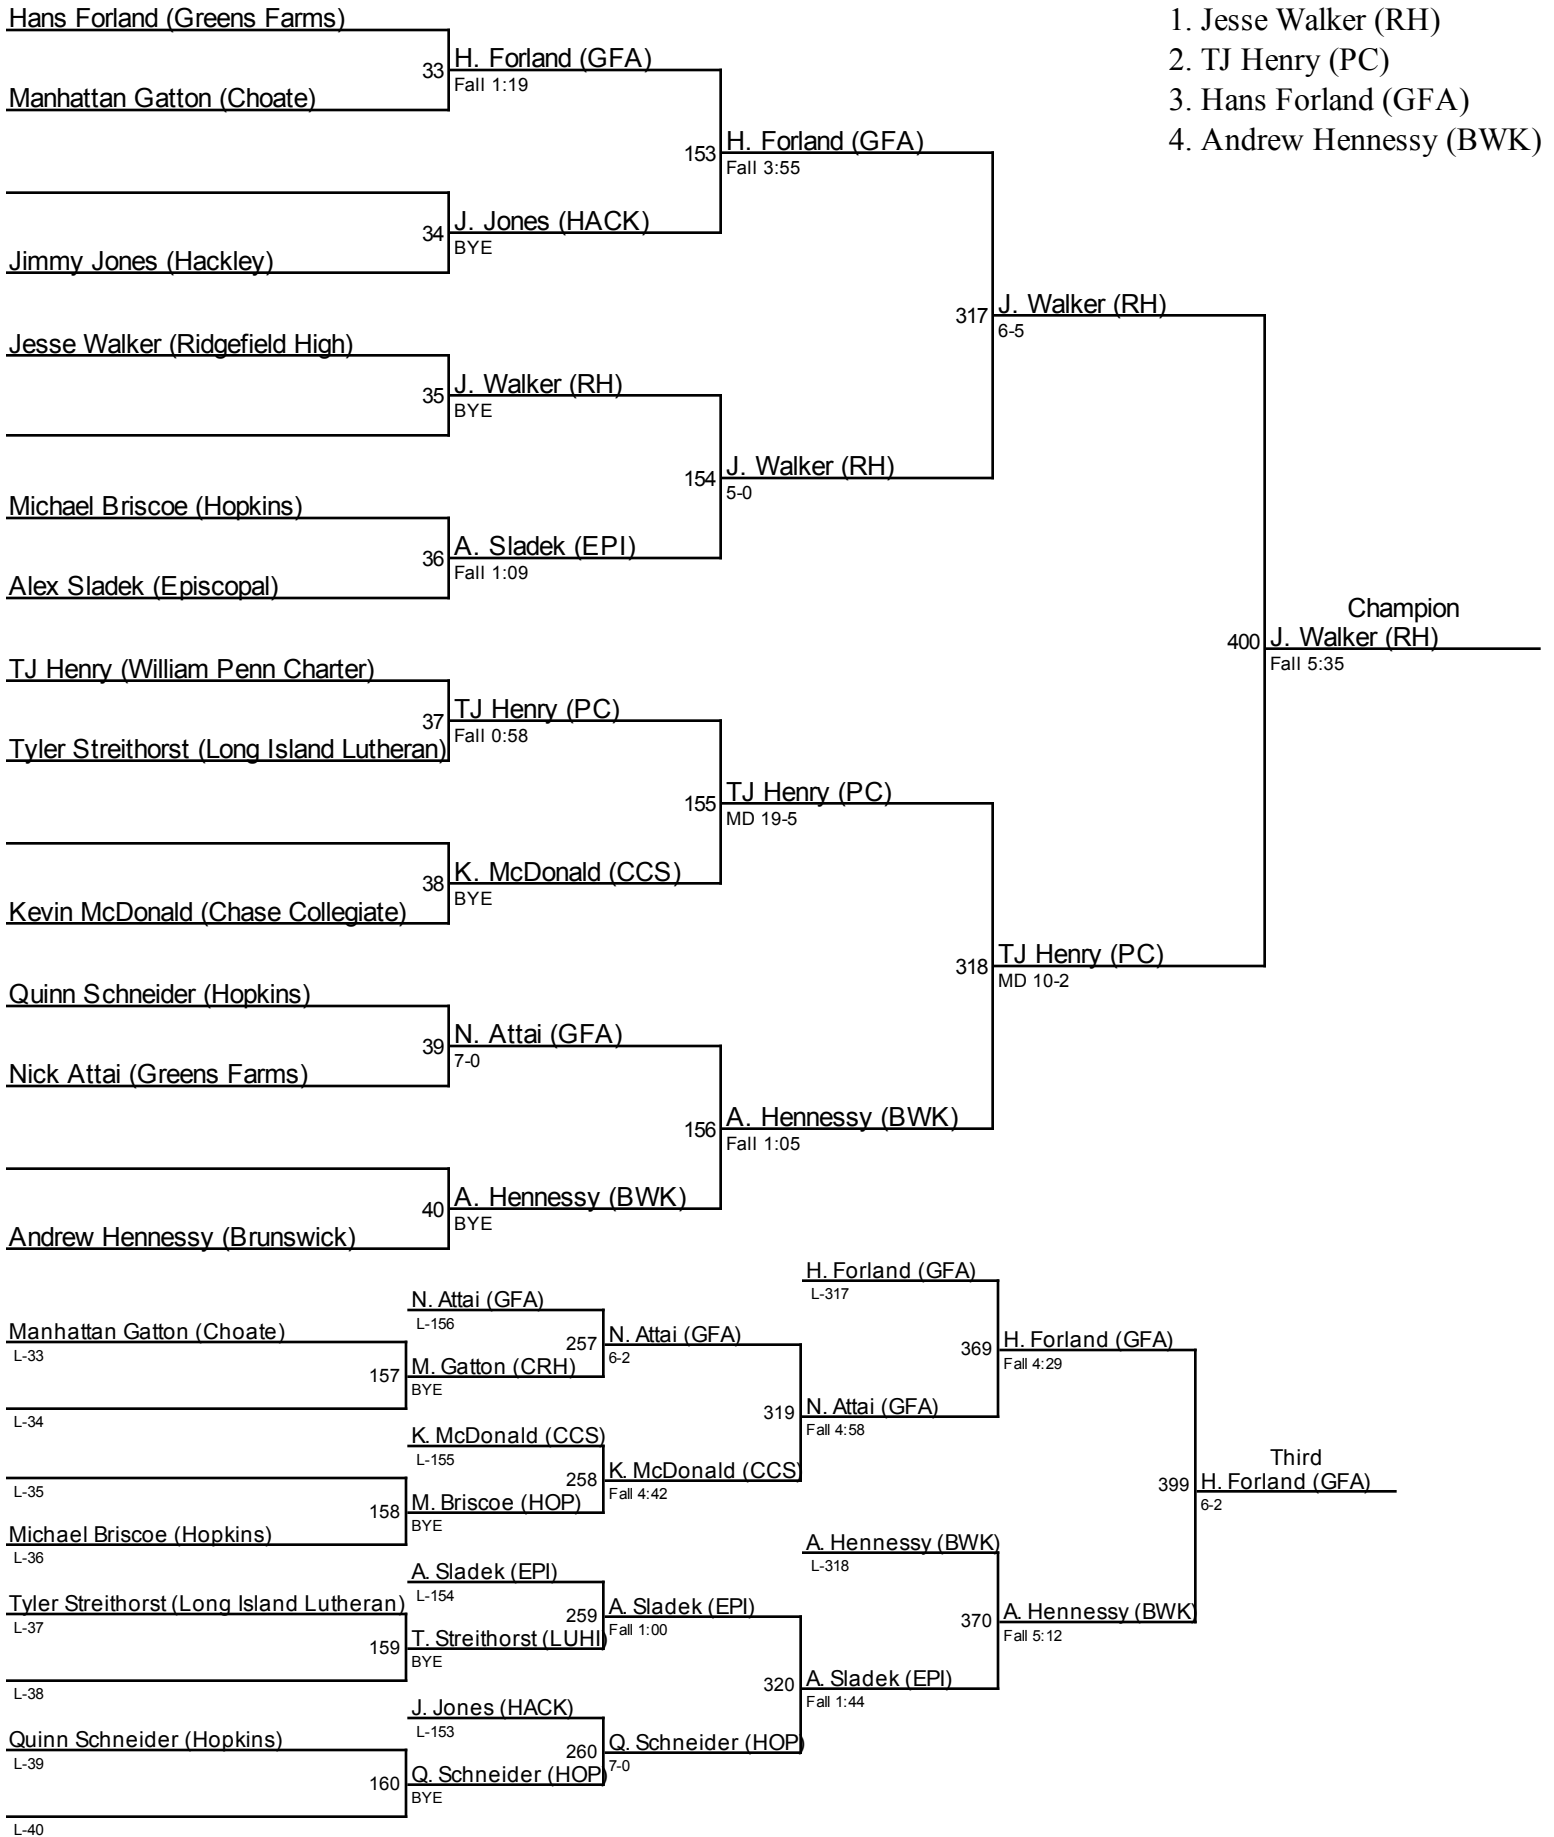 Hans Forland (Greens Farms)
33
H. Forland (GFA)
Fall 1:19
Manhattan Gatton (Choate)
153
H. Forland (GFA)
Fall 3:55
34
J. Jones (HACK)
BYE
Jimmy Jones (Hackley)
317
J. Walker (RH)
6-5
Jesse Walker (Ridgefield High)
35
J. Walker (RH)
BYE
154
J. Walker (RH)
5-0
Michael Briscoe (Hopkins)
36
A. Sladek (EPI)
Fall 1:09
Alex Sladek (Episcopal)
Champion
400
J. Walker (RH)
Fall 5:35
TJ Henry (William Penn Charter)
37
TJ Henry (PC)
Fall 0:58
Tyler Streithorst (Long Island Lutheran)
155
TJ Henry (PC)
MD 19-5
38
K. McDonald (CCS)
BYE
Kevin McDonald (Chase Collegiate)
318
TJ Henry (PC)
MD 10-2
Quinn Schneider (Hopkins)
39
N. Attai (GFA)
7-0
Nick Attai (Greens Farms)
156
A. Hennessy (BWK)
Fall 1:05
40
A. Hennessy (BWK)
BYE
Andrew Hennessy (Brunswick)
1. Jesse Walker (RH)
2. TJ Henry (PC)
3. Hans Forland (GFA)
4. Andrew Hennessy (BWK)
H. Forland (GFA)
L-317
N. Attai (GFA)
L-156
Manhattan Gatton (Choate)
L-33
257
N. Attai (GFA)
6-2
369
H. Forland (GFA)
Fall 4:29
157
M. Gatton (CRH)
BYE
L-34
319
N. Attai (GFA)
Fall 4:58
K. McDonald (CCS)
L-155
L-35
258
K. McDonald (CCS)
Fall 4:42
158
M. Briscoe (HOP)
BYE
Michael Briscoe (Hopkins)
L-36
Third
399
H. Forland (GFA)
6-2
A. Hennessy (BWK)
L-318
A. Sladek (EPI)
L-154
Tyler Streithorst (Long Island Lutheran)
L-37
259
A. Sladek (EPI)
Fall 1:00
370
A. Hennessy (BWK)
Fall 5:12
159
T. Streithorst (LUHI)
BYE
L-38
320
A. Sladek (EPI)
Fall 1:44
J. Jones (HACK)
L-153
Quinn Schneider (Hopkins)
L-39
260
Q. Schneider (HOP)
7-0
160
Q. Schneider (HOP)
BYE
L-40